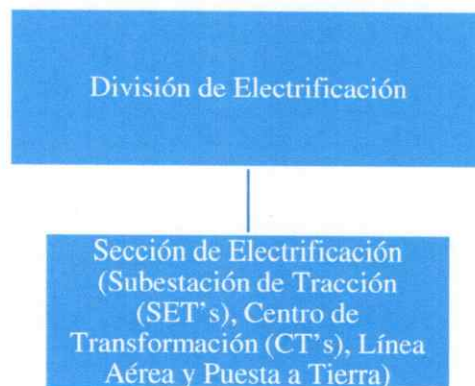 División de Electrificación
Sección de Electrificación
(Subestación de Tracción
(SET's), Centro de
Transformación (CT's), Línea
Aérea y Puesta a Tierra)